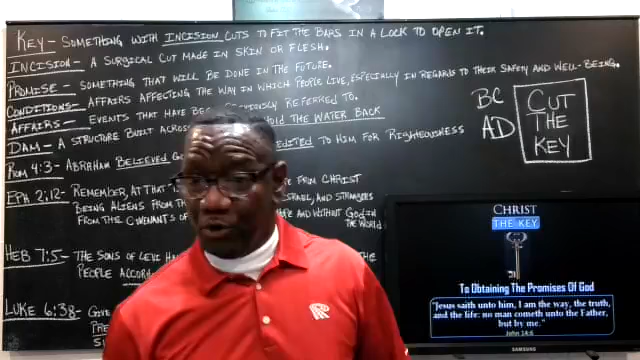 KEY - SOMETHING WITH INCISION CUTS TO FIT THE BARS IN A LOCK TO OPEN IT.
INCISION - A SURGICAL CUT MADE IN SKIN OR FLESH.
PROMISE - SOMETHING THAT WILL BE DONE IN THE FUTURE.
CONDITIONS - AFFAIRS AFFECTING THE WAY IN WHICH PEOPLE LIVE, ESPECIALLY IN REGARDS TO THEIR SAFETY AND WELL-BEING.
AFFAIRS - EVENTS THAT HAVE BEEN PREVIOUSLY REFERRED TO.
DAM - A STRUCTURE BUILT ACROSS HOLD THE WATER BACK
ROM 4:3 - ABRAHAM BELIEVED CREDITED TO HIM FOR RIGHTEOUSNESS
EPH 2:12 - REMEMBER, AT THAT FROM CHRIST
BEING ALIENS FROM ISRAEL, AND STRANGERS
FROM THE COVENANTS OF HOPE AND WITHOUT GOD IN
THE WORLD
HEB 7:5 - THE SONS OF LEVI THE
PEOPLE
LUKE 6:38 - GIVE
BC
AD
CUT
THE
KEY
CHRIST
THE KEY
To Obtaining The Promises Of God
"Jesus saith unto him, I am the way, the truth,
and the life: no man cometh unto the Father,
but by me."
John 14:6
SAMSUNG